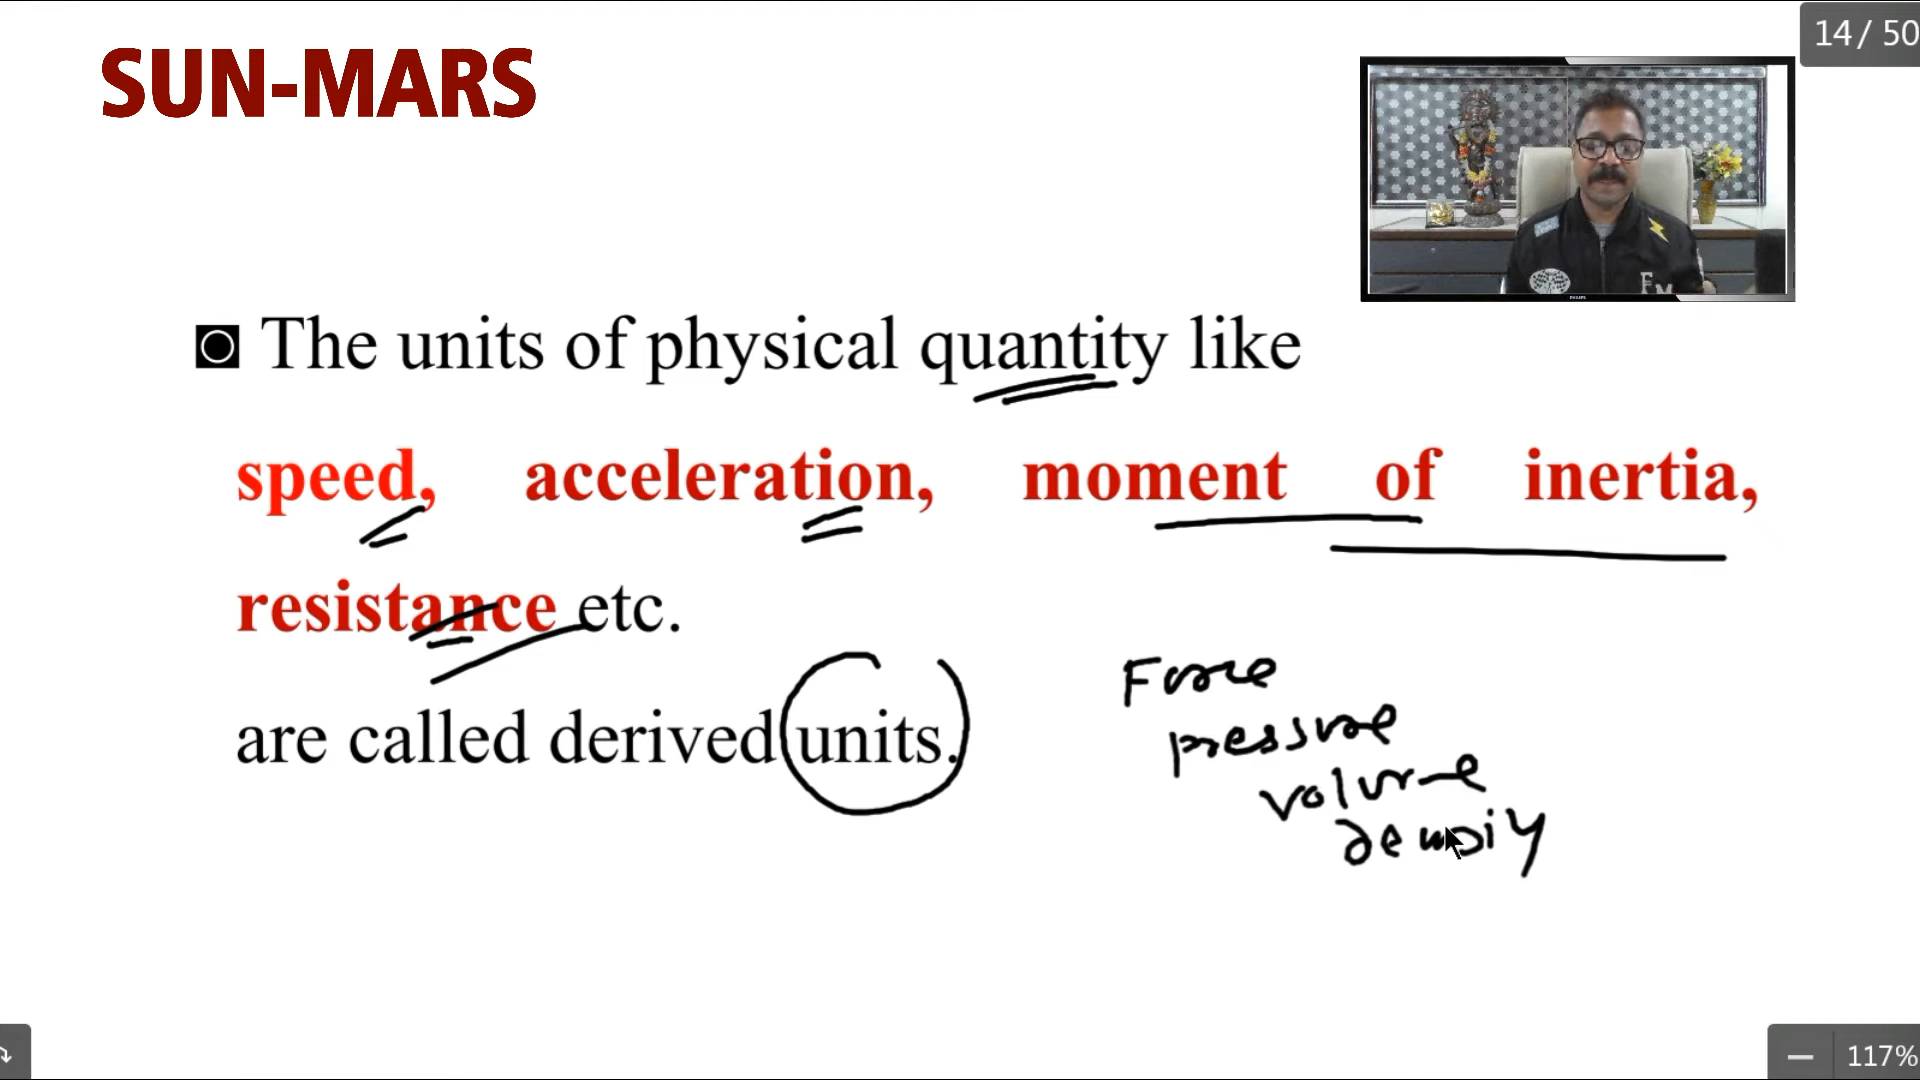 SUN-MARS
14 / 50
The units of physical quantity like
speed, acceleration, moment of inertia,
resistance etc.
are called derived units.
Force
pressure
volume
density
117%